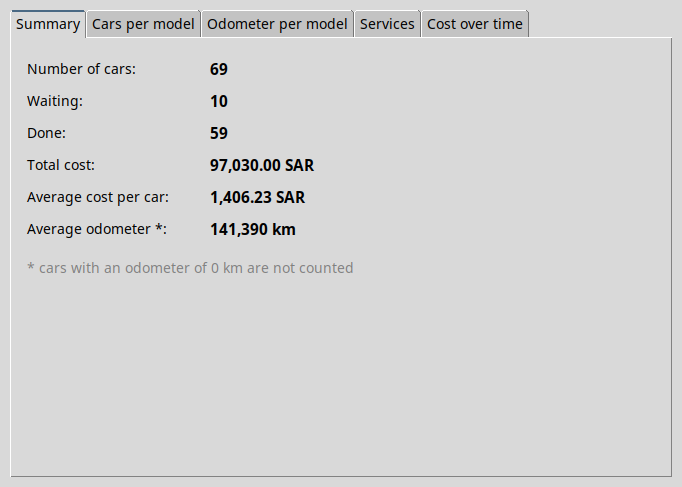 Summary Cars per model Odometer per model Services Cost over time
Number of cars: 69
Waiting: 10
Done: 59
Total cost: 97,030.00 SAR
Average cost per car: 1,406.23 SAR
Average odometer *: 141,390 km
* cars with an odometer of 0 km are not counted